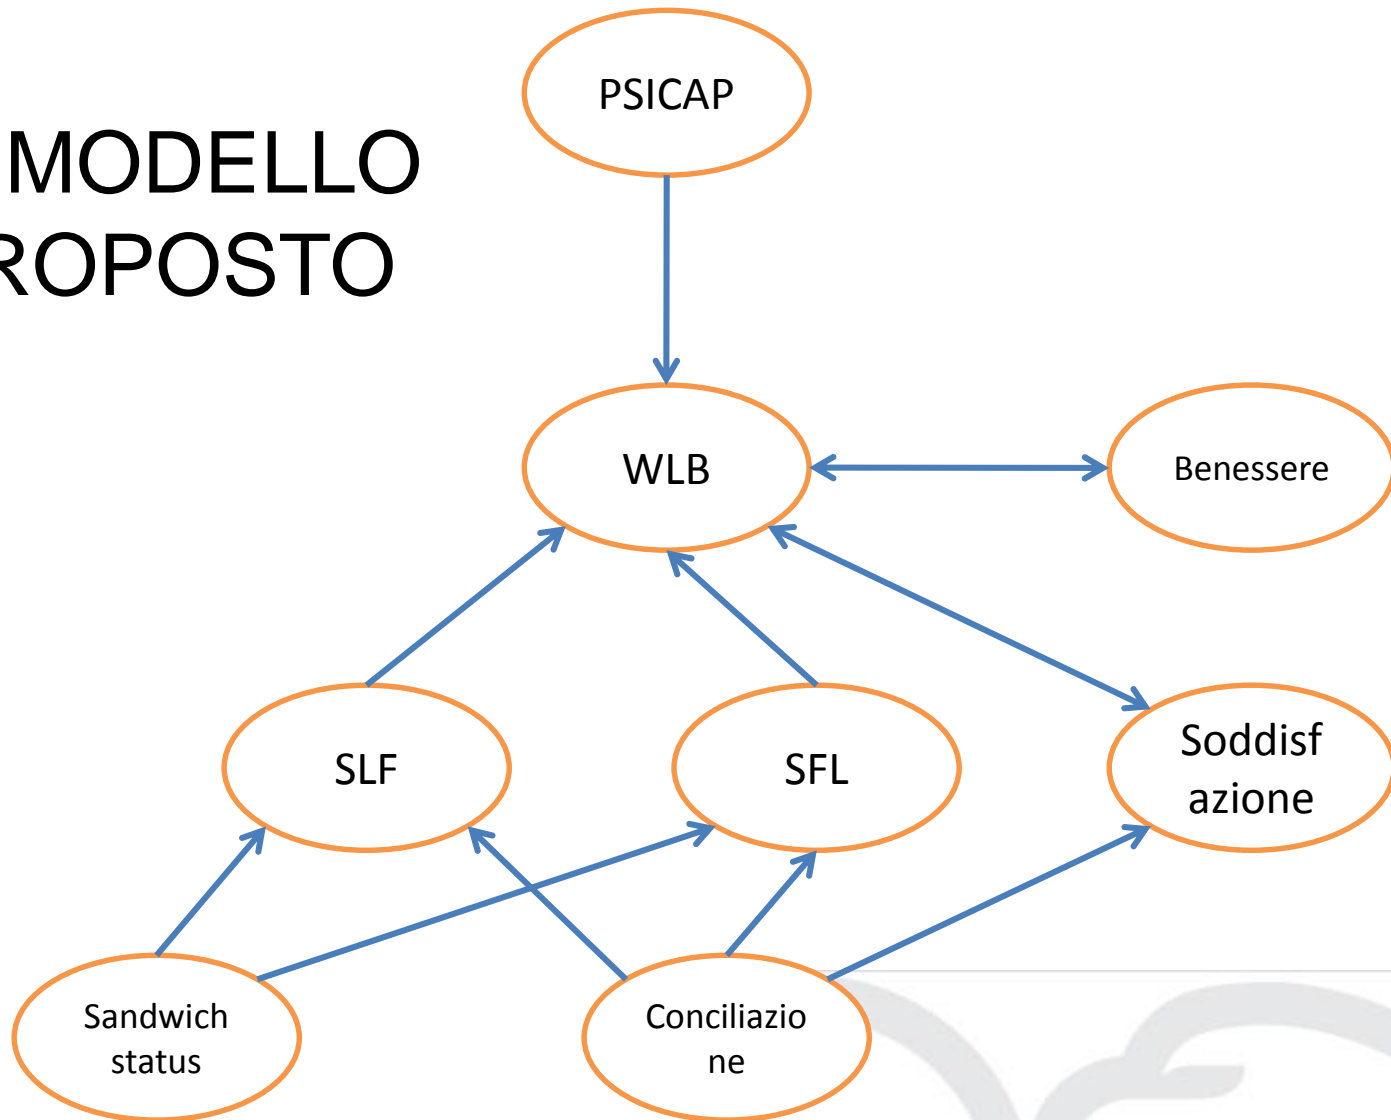 MODELLO
ROPOSTO
PSICAP
WLB
Benessere
SLF
SFL
Soddisf
azione
Sandwich
status
Conciliazio
ne